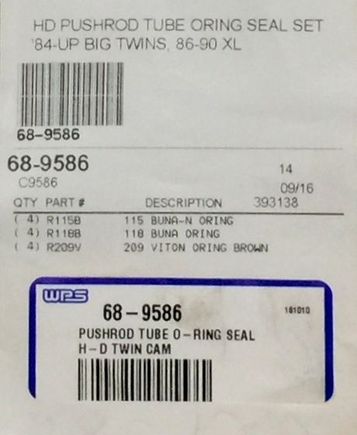 HD PUSHROD TUBE ORING SEAL SET
'84-UP BIG TWINS, 86-90 XL
68-9586
68-9586
14
C9586
09/16
QTY PART # DESCRIPTION 393138
( 4) R115B 115 BUNA-N ORING
( 4) R118B 118 BUNA ORING
( 4) R209V 209 VITON ORING BROWN
WPS
68-9586 161010
PUSHROD TUBE O-RING SEAL
H-D TWIN CAM